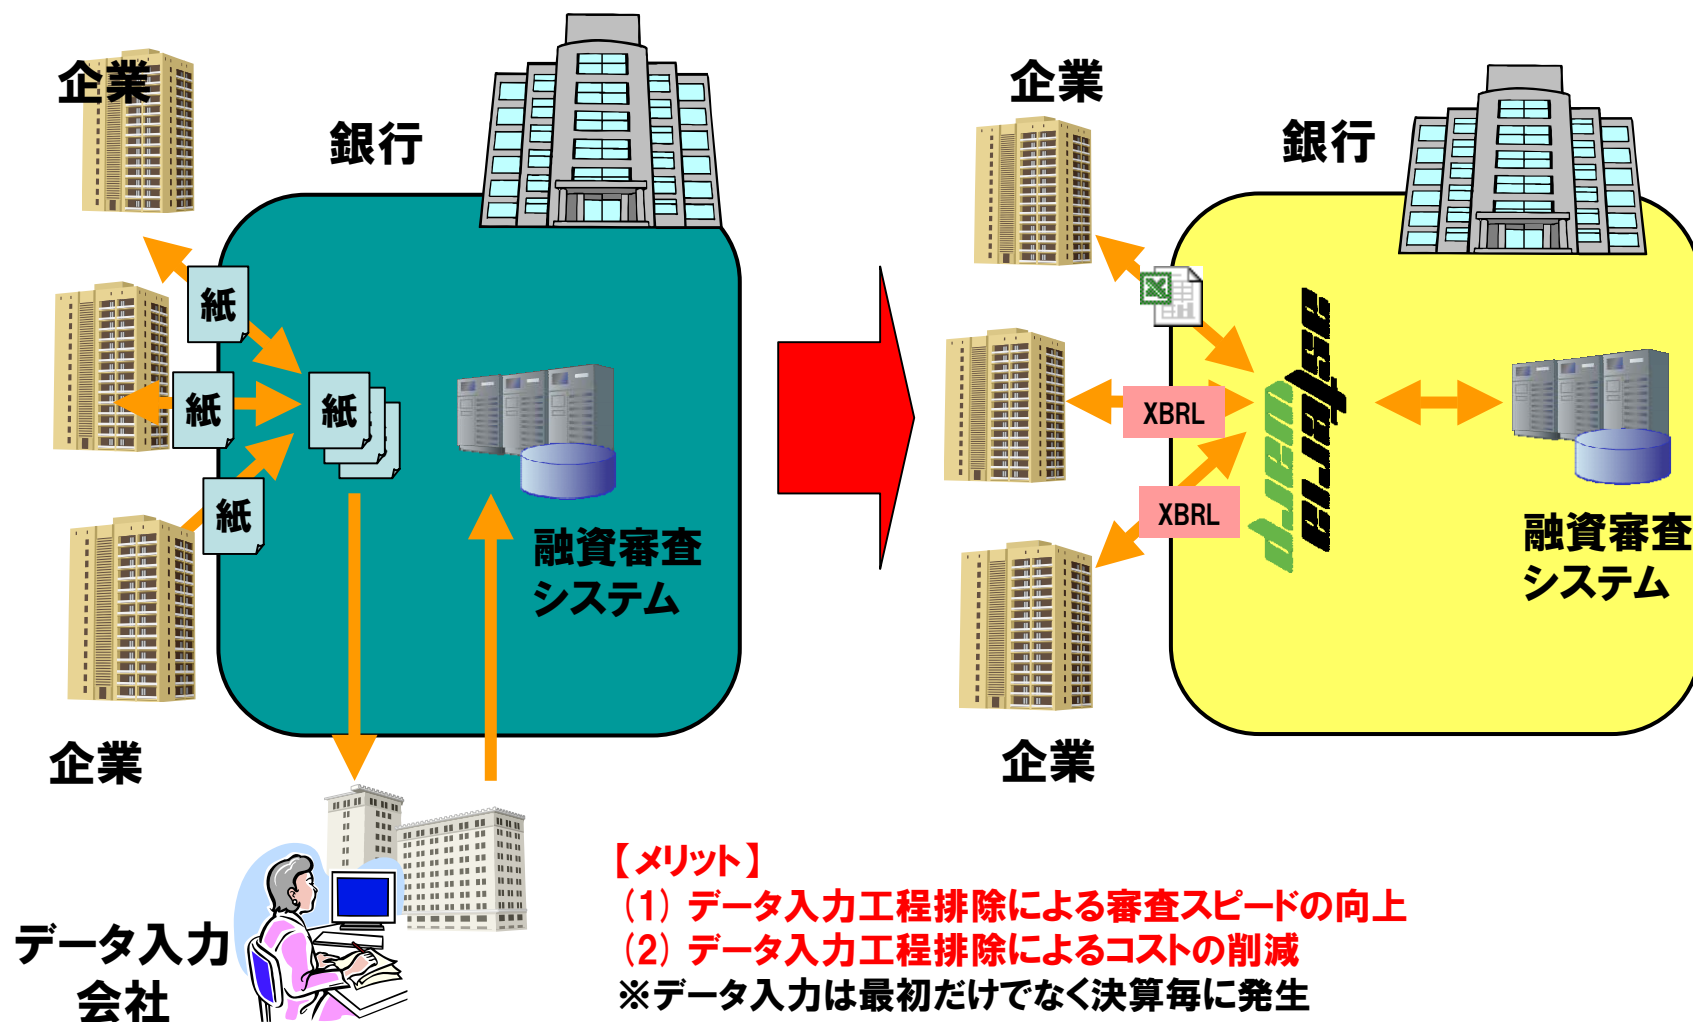 企業
銀行
紙
紙
紙
紙
融資審査
システム
企業
データ入力
会社
企業
銀行
XBRL
XBRL
asteria
warp
融資審査
システム
企業
【メリット】
(1) データ入力工程排除による審査スピードの向上
(2) データ入力工程排除によるコストの削減
※データ入力は最初だけでなく決算毎に発生